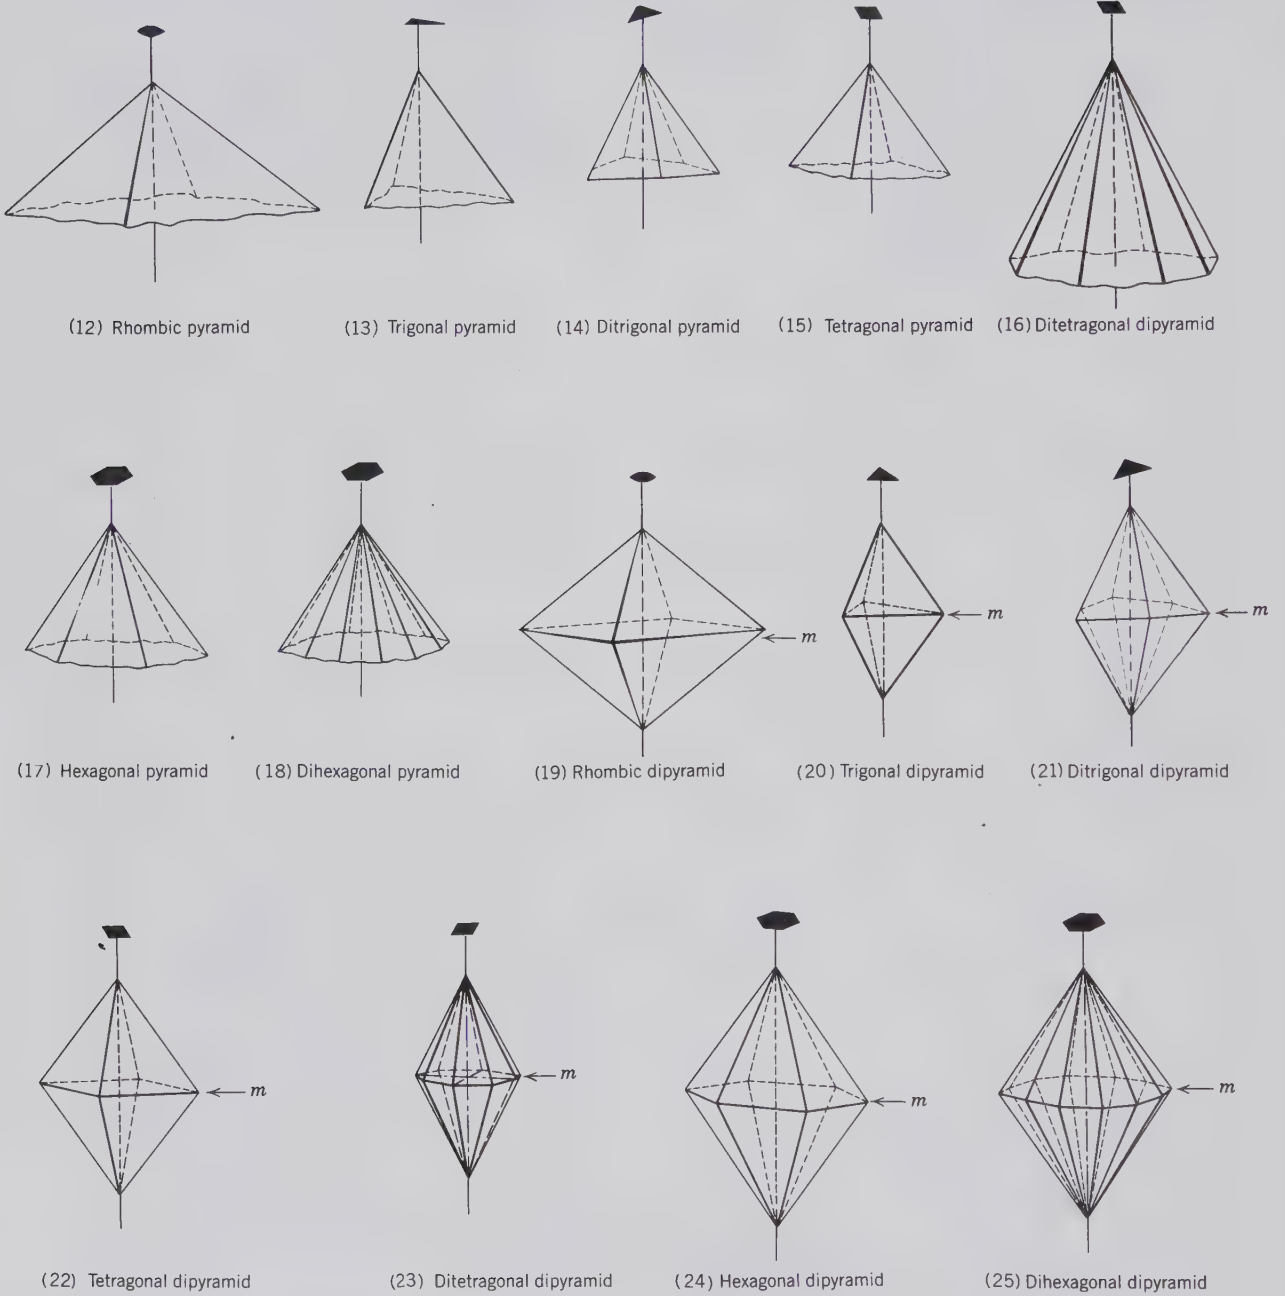 (12) Rhombic pyramid
(13) Trigonal pyramid
(14) Ditrigonal pyramid
(15) Tetragonal pyramid
(16) Ditetragonal dipyramid
m
m
m
(17) Hexagonal pyramid
(18) Dihexagonal pyramid
(19) Rhombic dipyramid
(20) Trigonal dipyramid
(21) Ditrigonal dipyramid
m
m
m
m
(22) Tetragonal dipyramid
(23) Ditetragonal dipyramid
(24) Hexagonal dipyramid
(25) Dihexagonal dipyramid